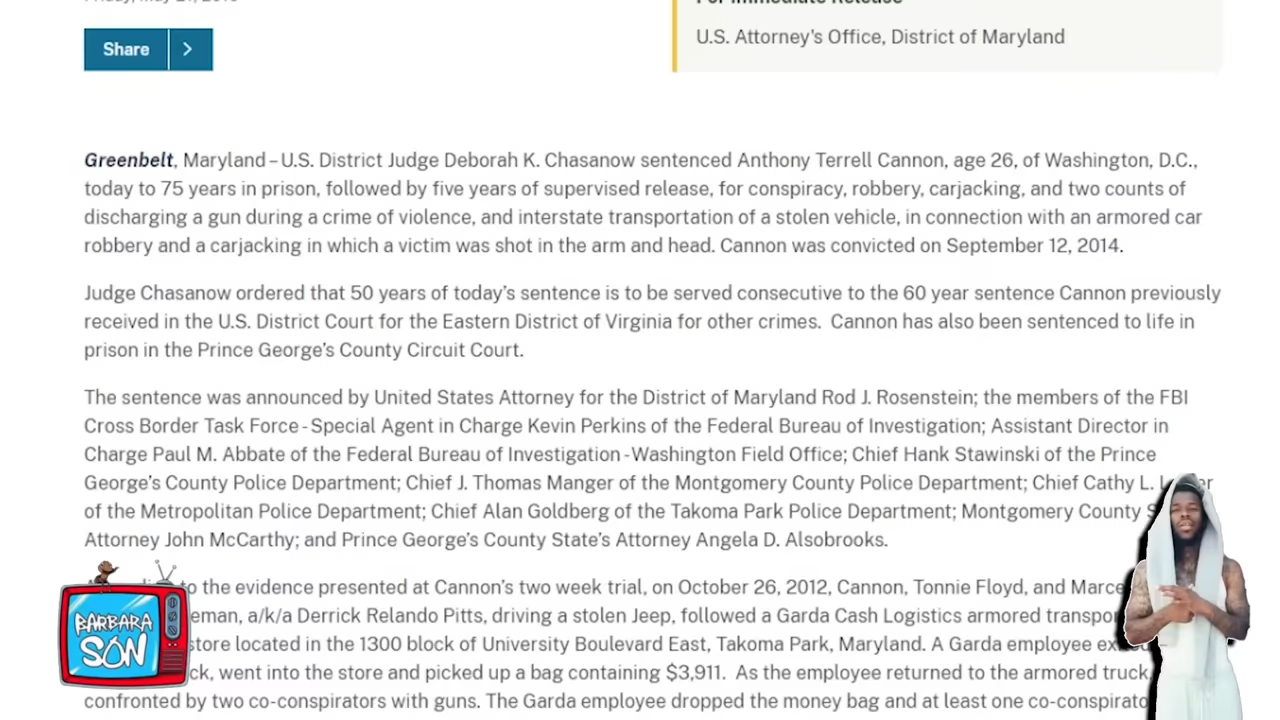 Share >
U.S. Attorney's Office, District of Maryland
Greenbelt, Maryland – U.S. District Judge Deborah K. Chasanow sentenced Anthony Terrell Cannon, age 26, of Washington, D.C.,
today to 75 years in prison, followed by five years of supervised release, for conspiracy, robbery, carjacking, and two counts of
discharging a gun during a crime of violence, and interstate transportation of a stolen vehicle, in connection with an armored car
robbery and a carjacking in which a victim was shot in the arm and head. Cannon was convicted on September 12, 2014.
Judge Chasanow ordered that 50 years of today's sentence is to be served consecutive to the 60 year sentence Cannon previously
received in the U.S. District Court for the Eastern District of Virginia for other crimes. Cannon has also been sentenced to life in
prison in the Prince George's County Circuit Court.
The sentence was announced by United States Attorney for the District of Maryland Rod J. Rosenstein; the members of the FBI
Cross Border Task Force - Special Agent in Charge Kevin Perkins of the Federal Bureau of Investigation; Assistant Director in
Charge Paul M. Abbate of the Federal Bureau of Investigation - Washington Field Office; Chief Hank Stawinski of the Prince
George's County Police Department; Chief J. Thomas Manger of the Montgomery County Police Department; Chief Cathy L.
of the Metropolitan Police Department; Chief Alan Goldberg of the Takoma Park Police Department; Montgomery County
Attorney John McCarthy; and Prince George's County State's Attorney Angela D. Alsobrooks.
to the evidence presented at Cannon's two week trial, on October 26, 2012, Cannon, Tonnie Floyd, and
a/k/a Derrick Relando Pitts, driving a stolen Jeep, followed a Garda Cash Logistics armored
store located in the 1300 block of University Boulevard East, Takoma Park, Maryland. A Garda employee
went into the store and picked up a bag containing $3,911. As the employee returned to the armored truck,
confronted by two co-conspirators with guns. The Garda employee dropped the money bag and at least one
BARBARA
SON